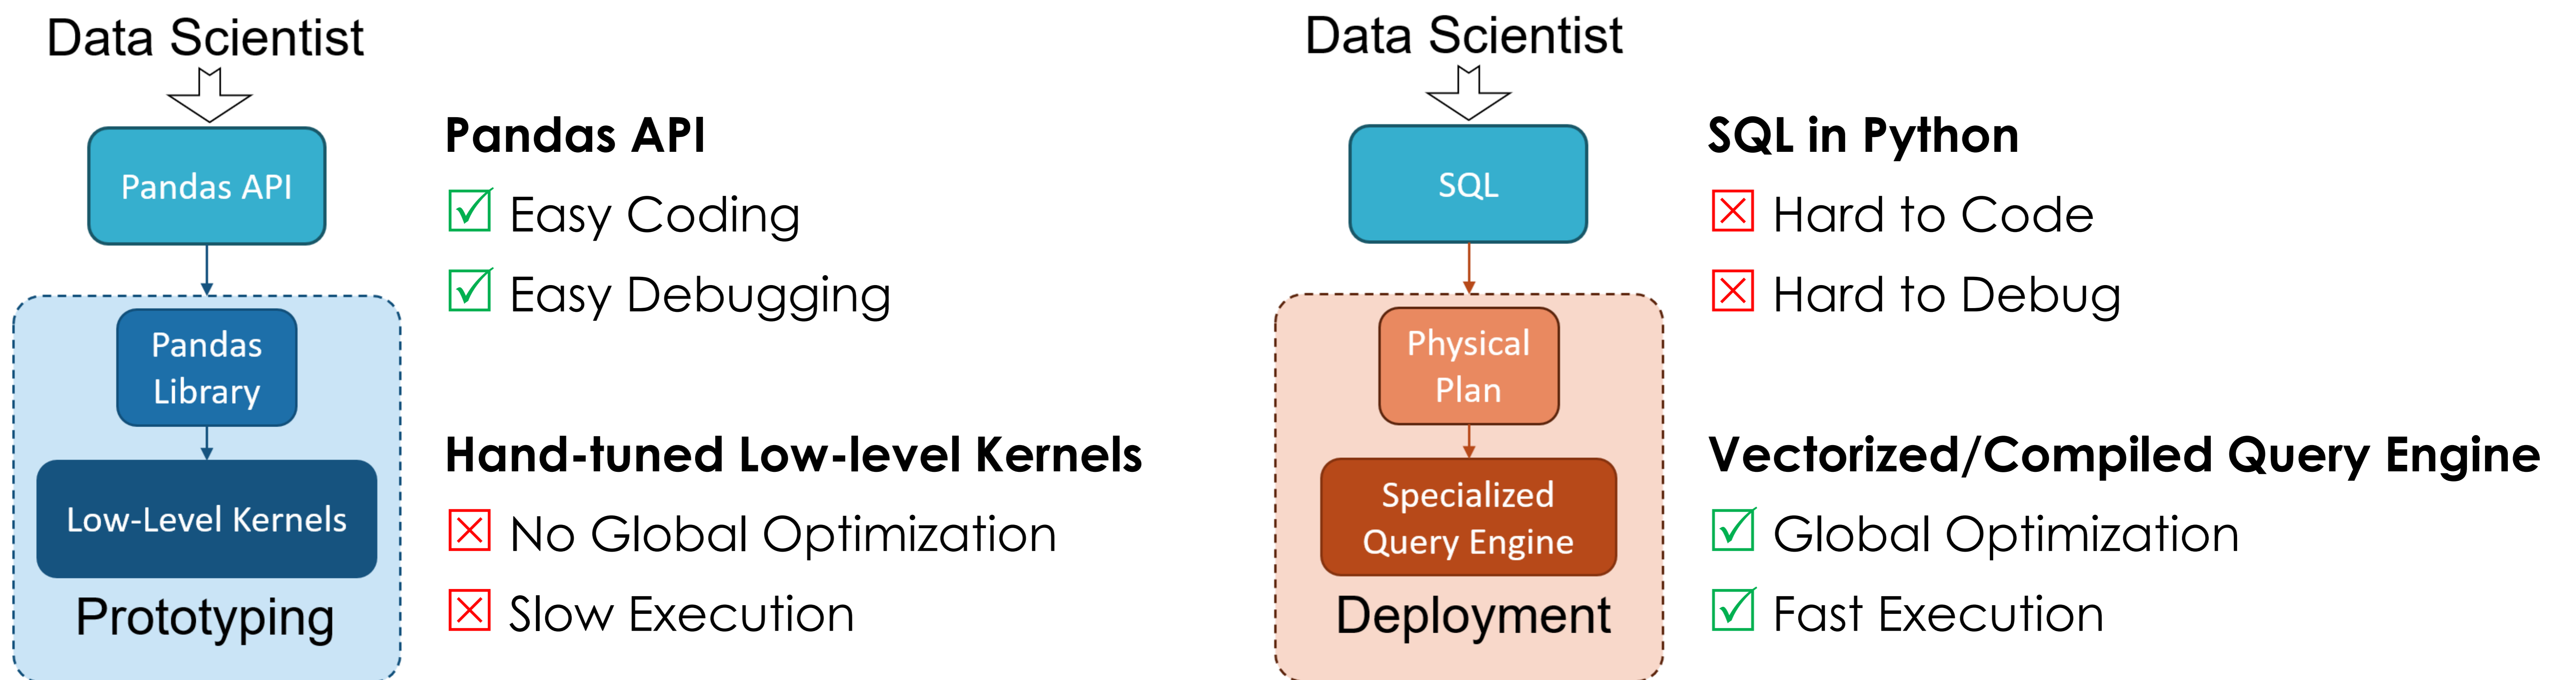 Data Scientist
Pandas API
Pandas
Library
Low-Level Kernels
Prototyping
Pandas API
Easy Coding
Easy Debugging
Hand-tuned Low-level Kernels
No Global Optimization
Slow Execution
Data Scientist
SQL
Physical
Plan
Specialized
Query Engine
Deployment
SQL in Python
Hard to Code
Hard to Debug
Vectorized/Compiled Query Engine
Global Optimization
Fast Execution